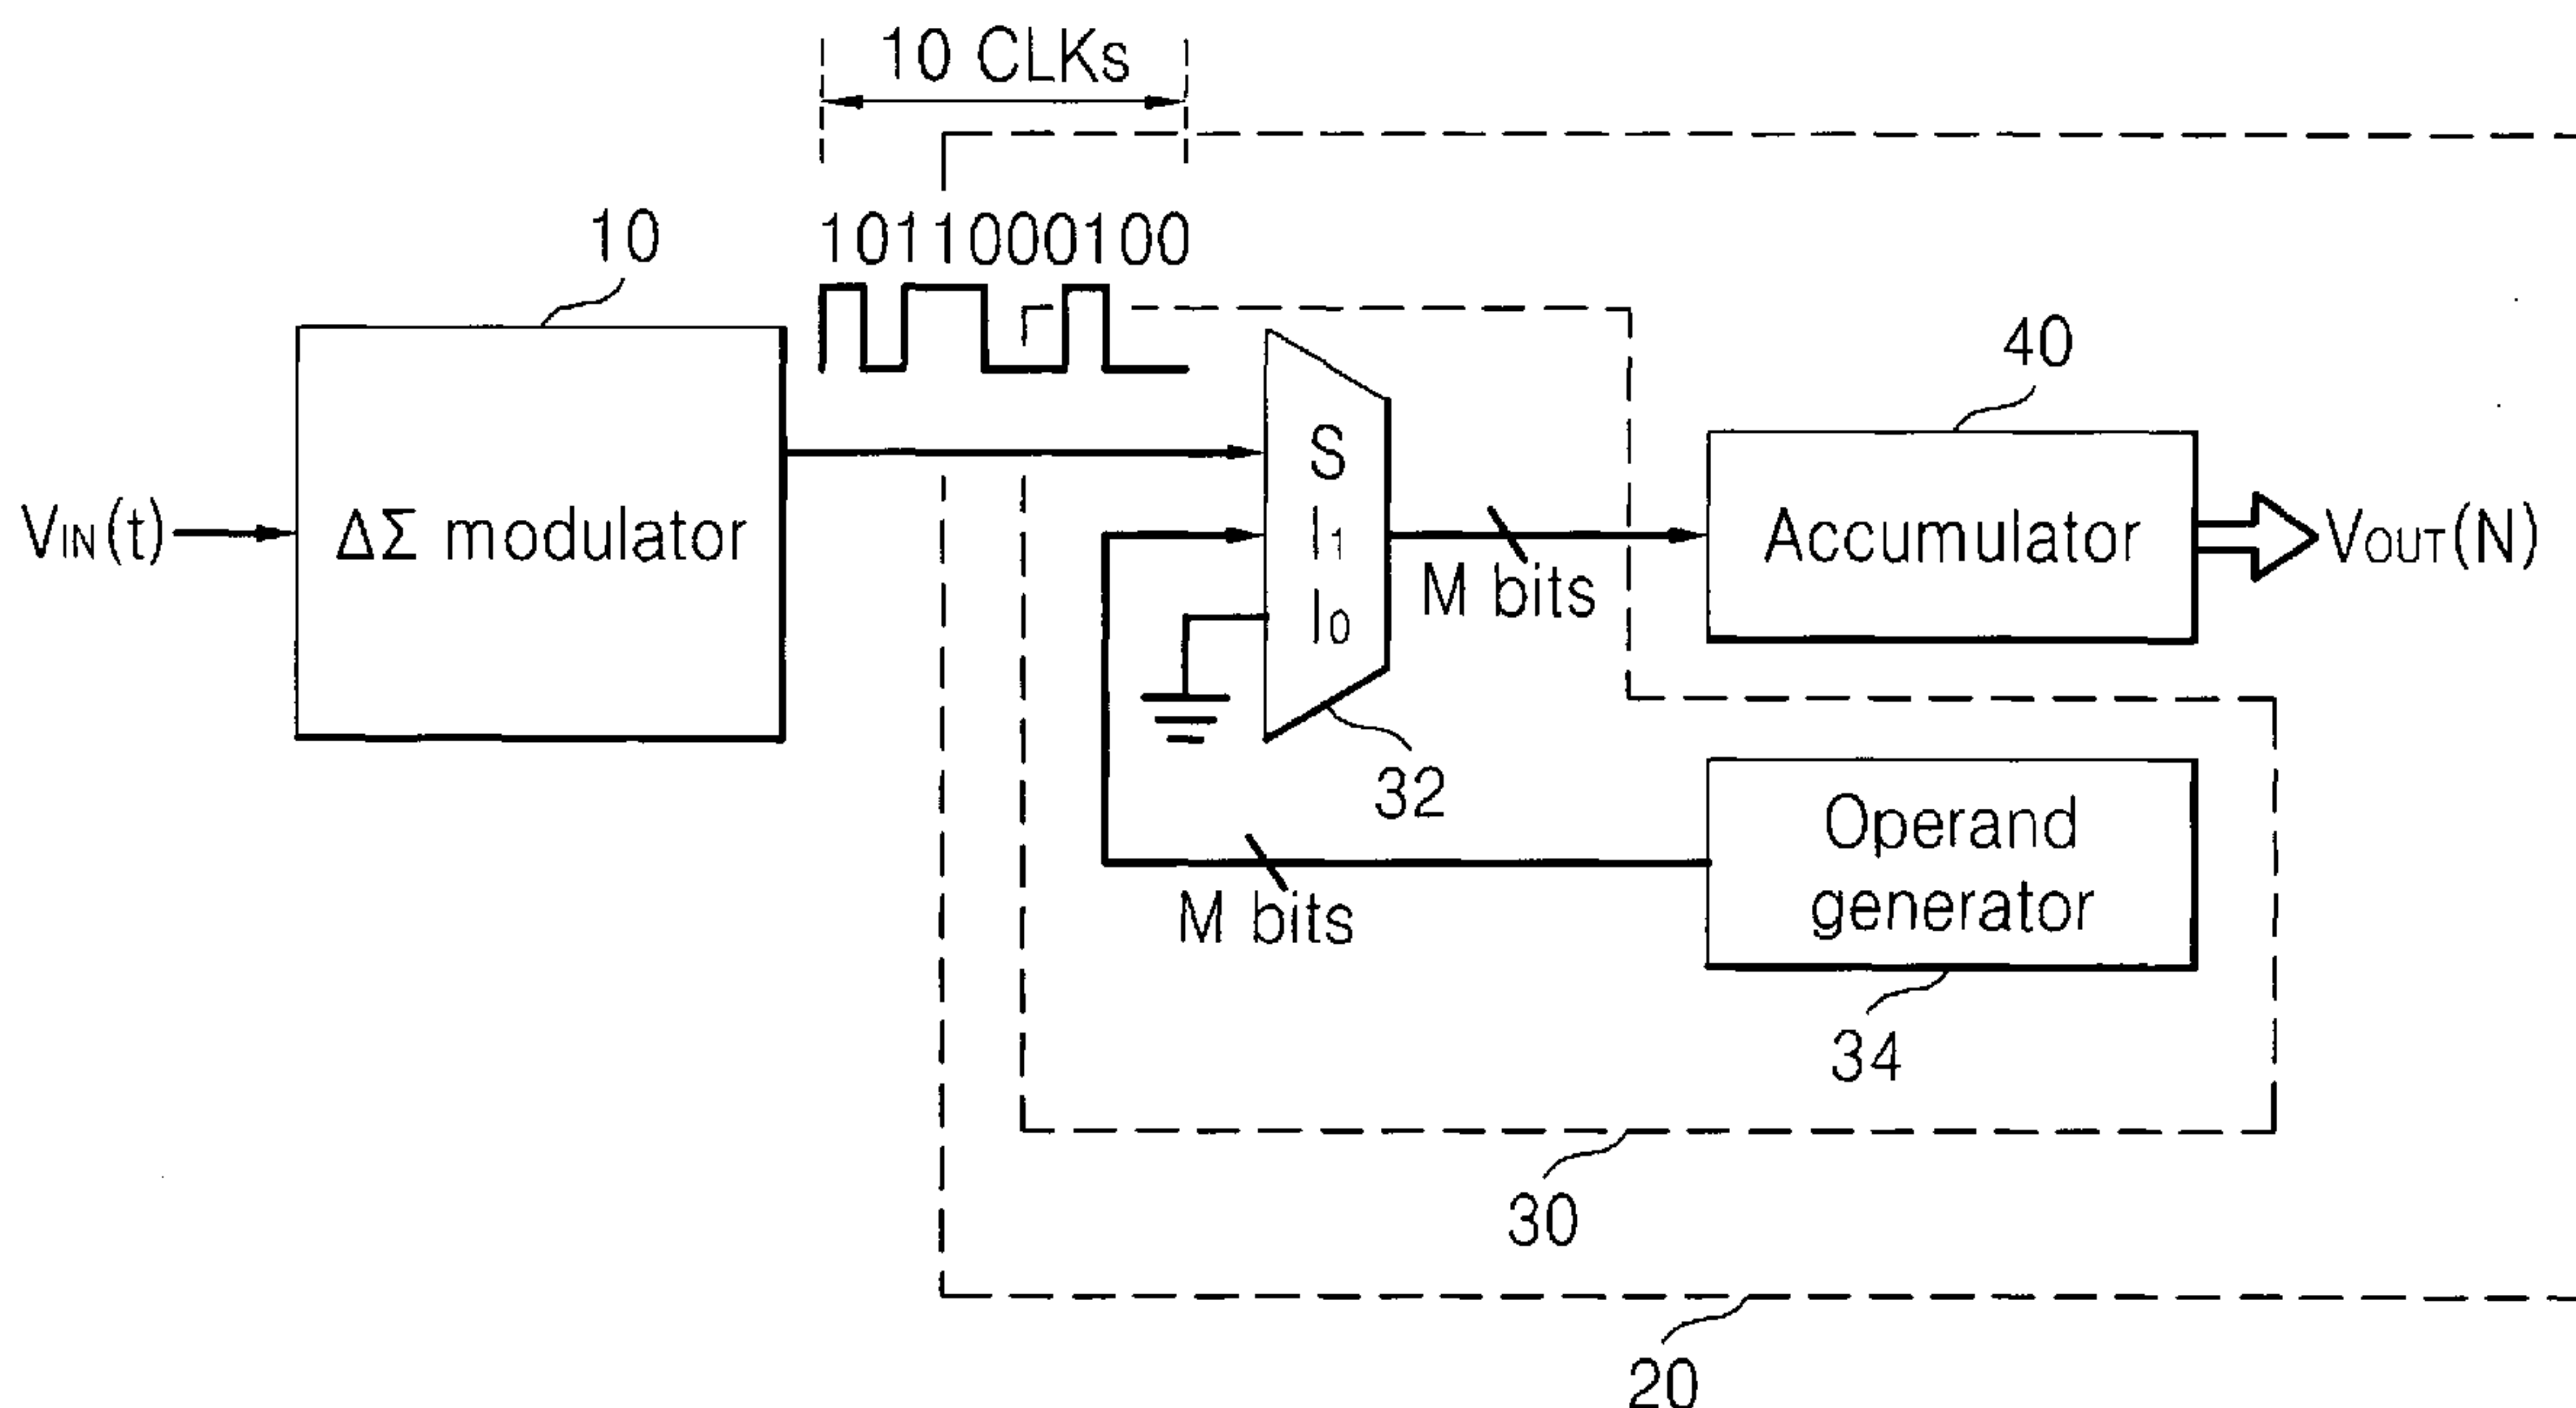 10 CLKs
1011000100
10
ΔΣ modulator
VIN(t)
S
I1
I0
32
M bits
40
Accumulator
VOUT(N)
M bits
Operand
generator
34
30
20